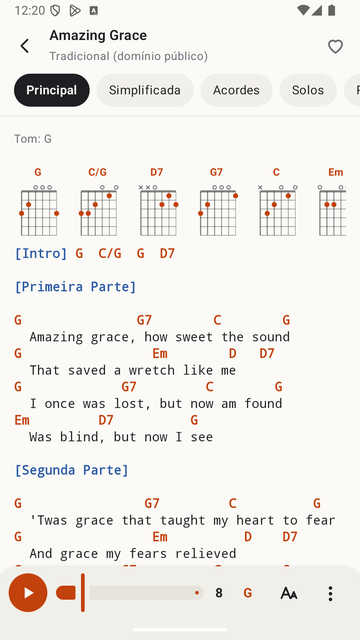 12:20
Amazing Grace
Tradicional (domínio público)
Principal Simplificada Acordes Solos
Tom: G
G C/G D7 G7 C Em
[Intro] G C/G G D7
[Primeira Parte]
G G7 C G
Amazing grace, how sweet the sound
G Em D D7
That saved a wretch like me
G G7 C G
I once was lost, but now am found
Em D7 G
Was blind, but now I see
[Segunda Parte]
G G7 C G
'Twas grace that taught my heart to fear
G Em D D7
And grace my fears relieved
8 G AA